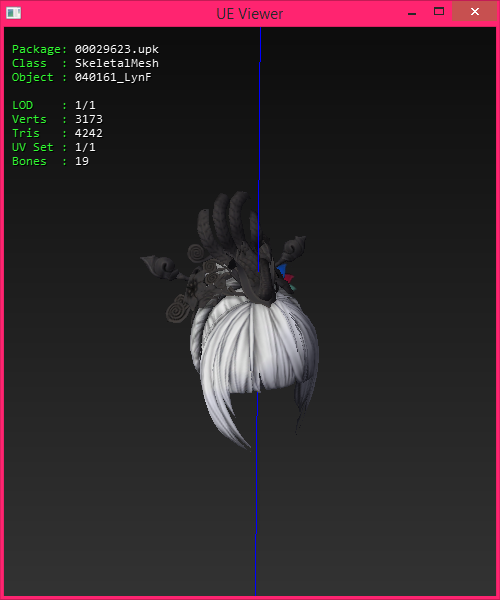 UE Viewer
Package: 00029623.upk
Class : SkeletalMesh
Object : 040161_LynF
LOD : 1/1
Verts : 3173
Tris : 4242
UV Set : 1/1
Bones : 19